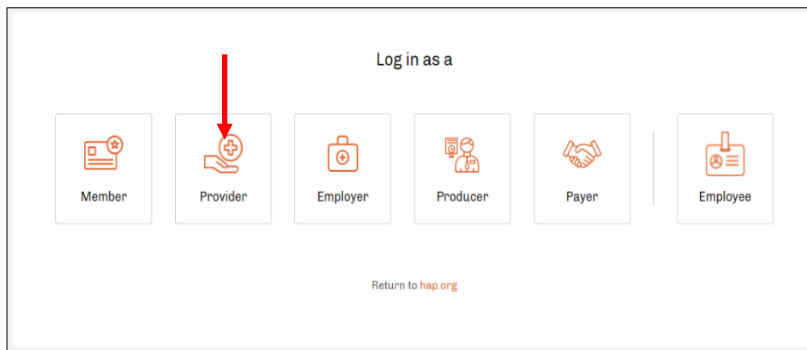 Log in as a
Member Provider Employer Producer Payer Employee
Return to hap.org